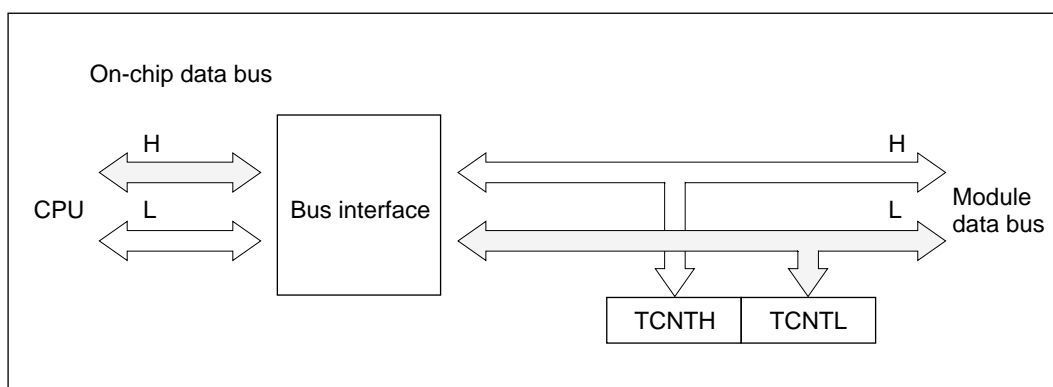 On-chip data bus
H
H
CPU
L
Bus interface
L
Module
data bus
TCNTH
TCNTL